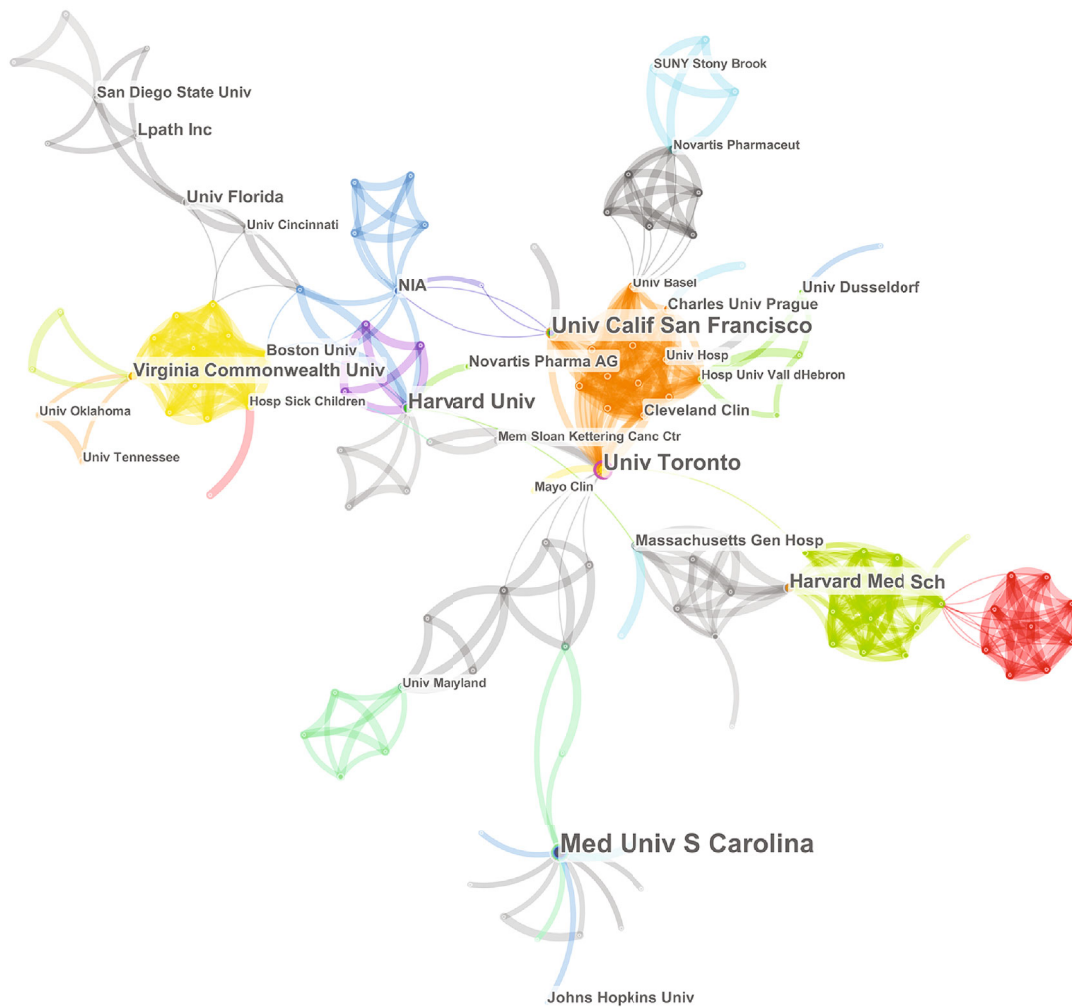 SUNY Stony Brook
San Diego State Univ
Lpath Inc
Novartis Pharmaceut
Univ Florida
Univ Cincinnati
NIA
Univ Basel
Univ Dusseldorf
Charles Univ Prague
Univ Calif San Francisco
Boston Univ
Univ Hosp
Novartis Pharma AG
Virginia Commonwealth Univ
Hosp Univ Vall dHebron
Hosp Sick Children
Harvard Univ
Univ Oklahoma
Cleveland Clin
Mem Sloan Kettering Canc Ctr
Univ Tennessee
Univ Toronto
Mayo Clin
Massachusetts Gen Hosp
Harvard Med Sch
Univ Maryland
Med Univ S Carolina
Johns Hopkins Univ